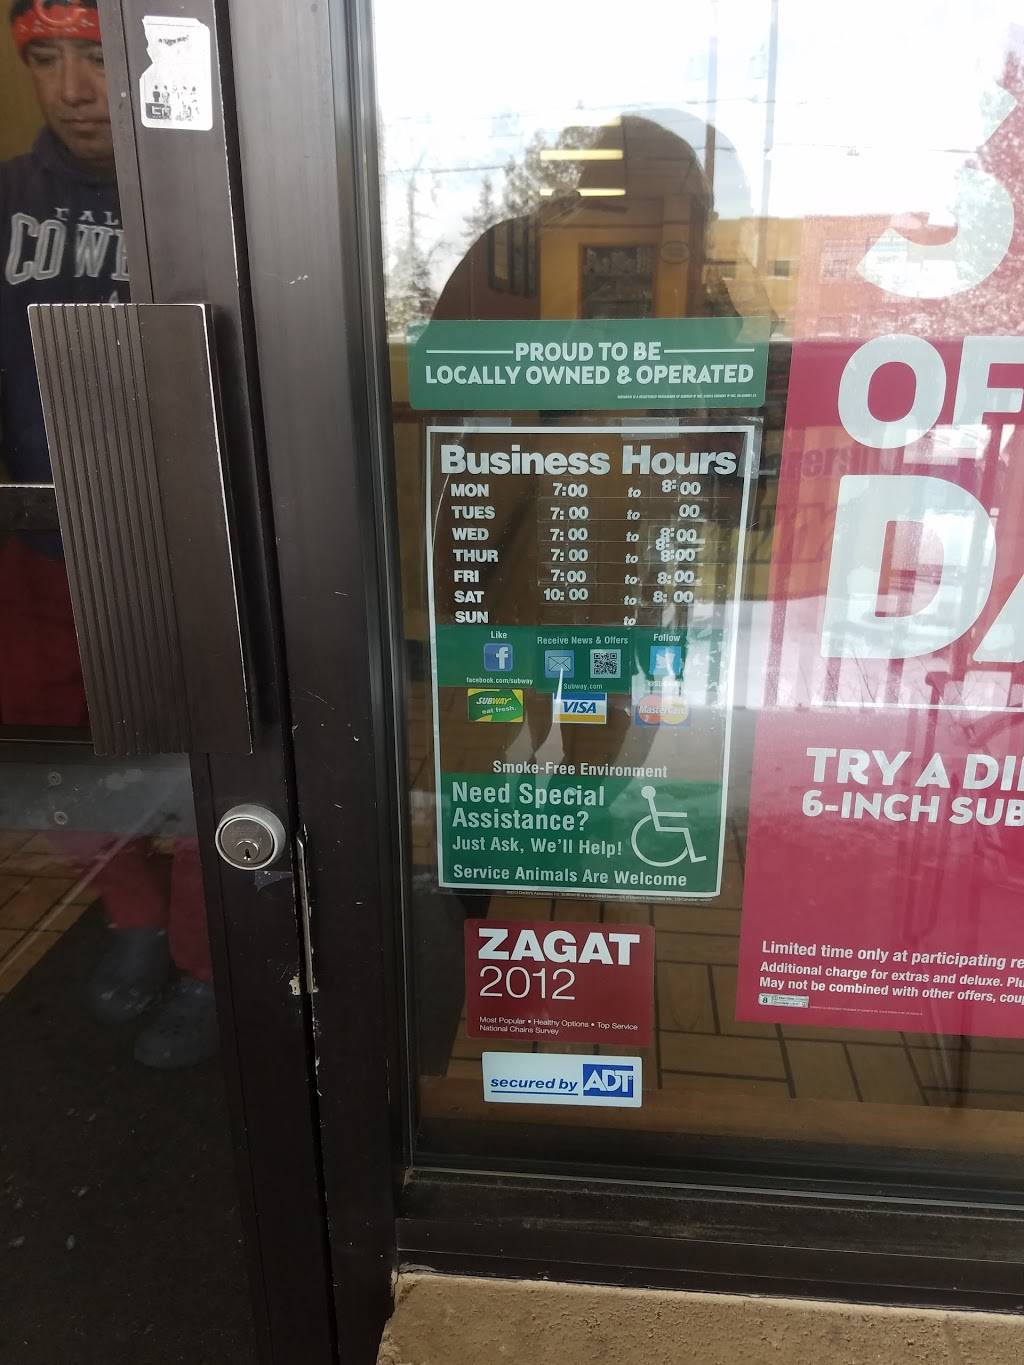 PROUD TO BE
LOCALLY OWNED & OPERATED
Business Hours
MON 7:00 to 8:00
TUES 7:00 to 00
WED 7:00 to 8:00
THUR 7:00 to 8:00
FRI 7:00 to 8:00
SAT 10:00 to 8:00
SUN to
Like Receive News & Offers Follow
facebook.com/subway
Subway.com
SUBWAY
eat fresh.
VISA
MasterCard
Smoke-Free Environment
Need Special
Assistance?
Just Ask, We'll Help!
Service Animals Are Welcome
ZAGAT
2012
Most Popular • Healthy Options • Top Service
National Chains Survey
secured by ADT
OF
DA
TRY A DI
6-INCH SUB
Limited time only at participating re
Additional charge for extras and deluxe. Plu
May not be combined with other offers, coup
COW